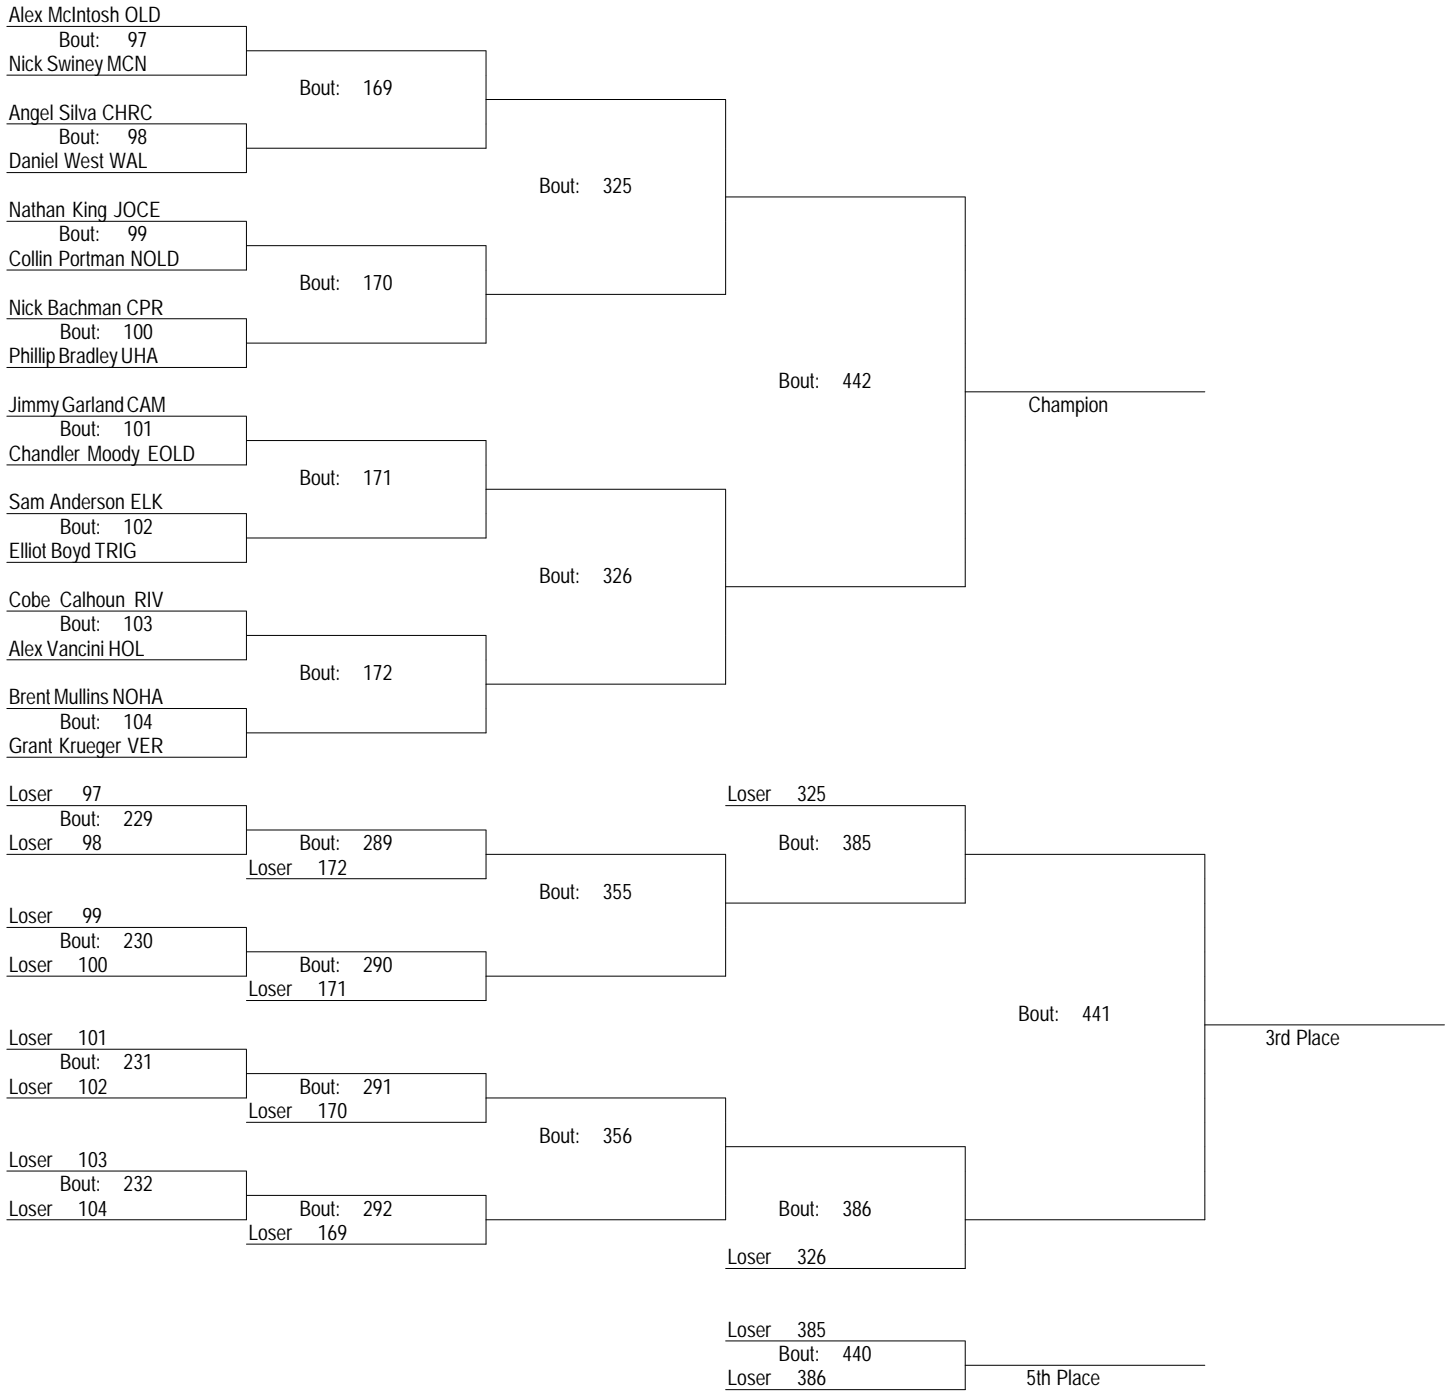 Alex McIntosh OLD
Bout: 97
Nick Swiney MCN
Bout: 169
Angel Silva CHRC
Bout: 98
Daniel West WAL
Bout: 325
Nathan King JOCE
Bout: 99
Collin Portman NOLD
Bout: 170
Nick Bachman CPR
Bout: 100
Phillip Bradley UHA
Bout: 442
Champion
Jimmy Garland CAM
Bout: 101
Chandler Moody EOLD
Bout: 171
Sam Anderson ELK
Bout: 102
Elliot Boyd TRIG
Bout: 326
Cobe Calhoun RIV
Bout: 103
Alex Vancini HOL
Bout: 172
Brent Mullins NOHA
Bout: 104
Grant Krueger VER
Loser 97
Bout: 229
Loser 98
Bout: 289
Loser 172
Loser 325
Bout: 385
Bout: 355
Loser 99
Bout: 230
Loser 100
Bout: 290
Loser 171
Bout: 441
3rd Place
Loser 101
Bout: 231
Loser 102
Bout: 291
Loser 170
Bout: 356
Loser 103
Bout: 232
Loser 104
Bout: 292
Loser 169
Bout: 386
Loser 326
Loser 385
Bout: 440
Loser 386
5th Place